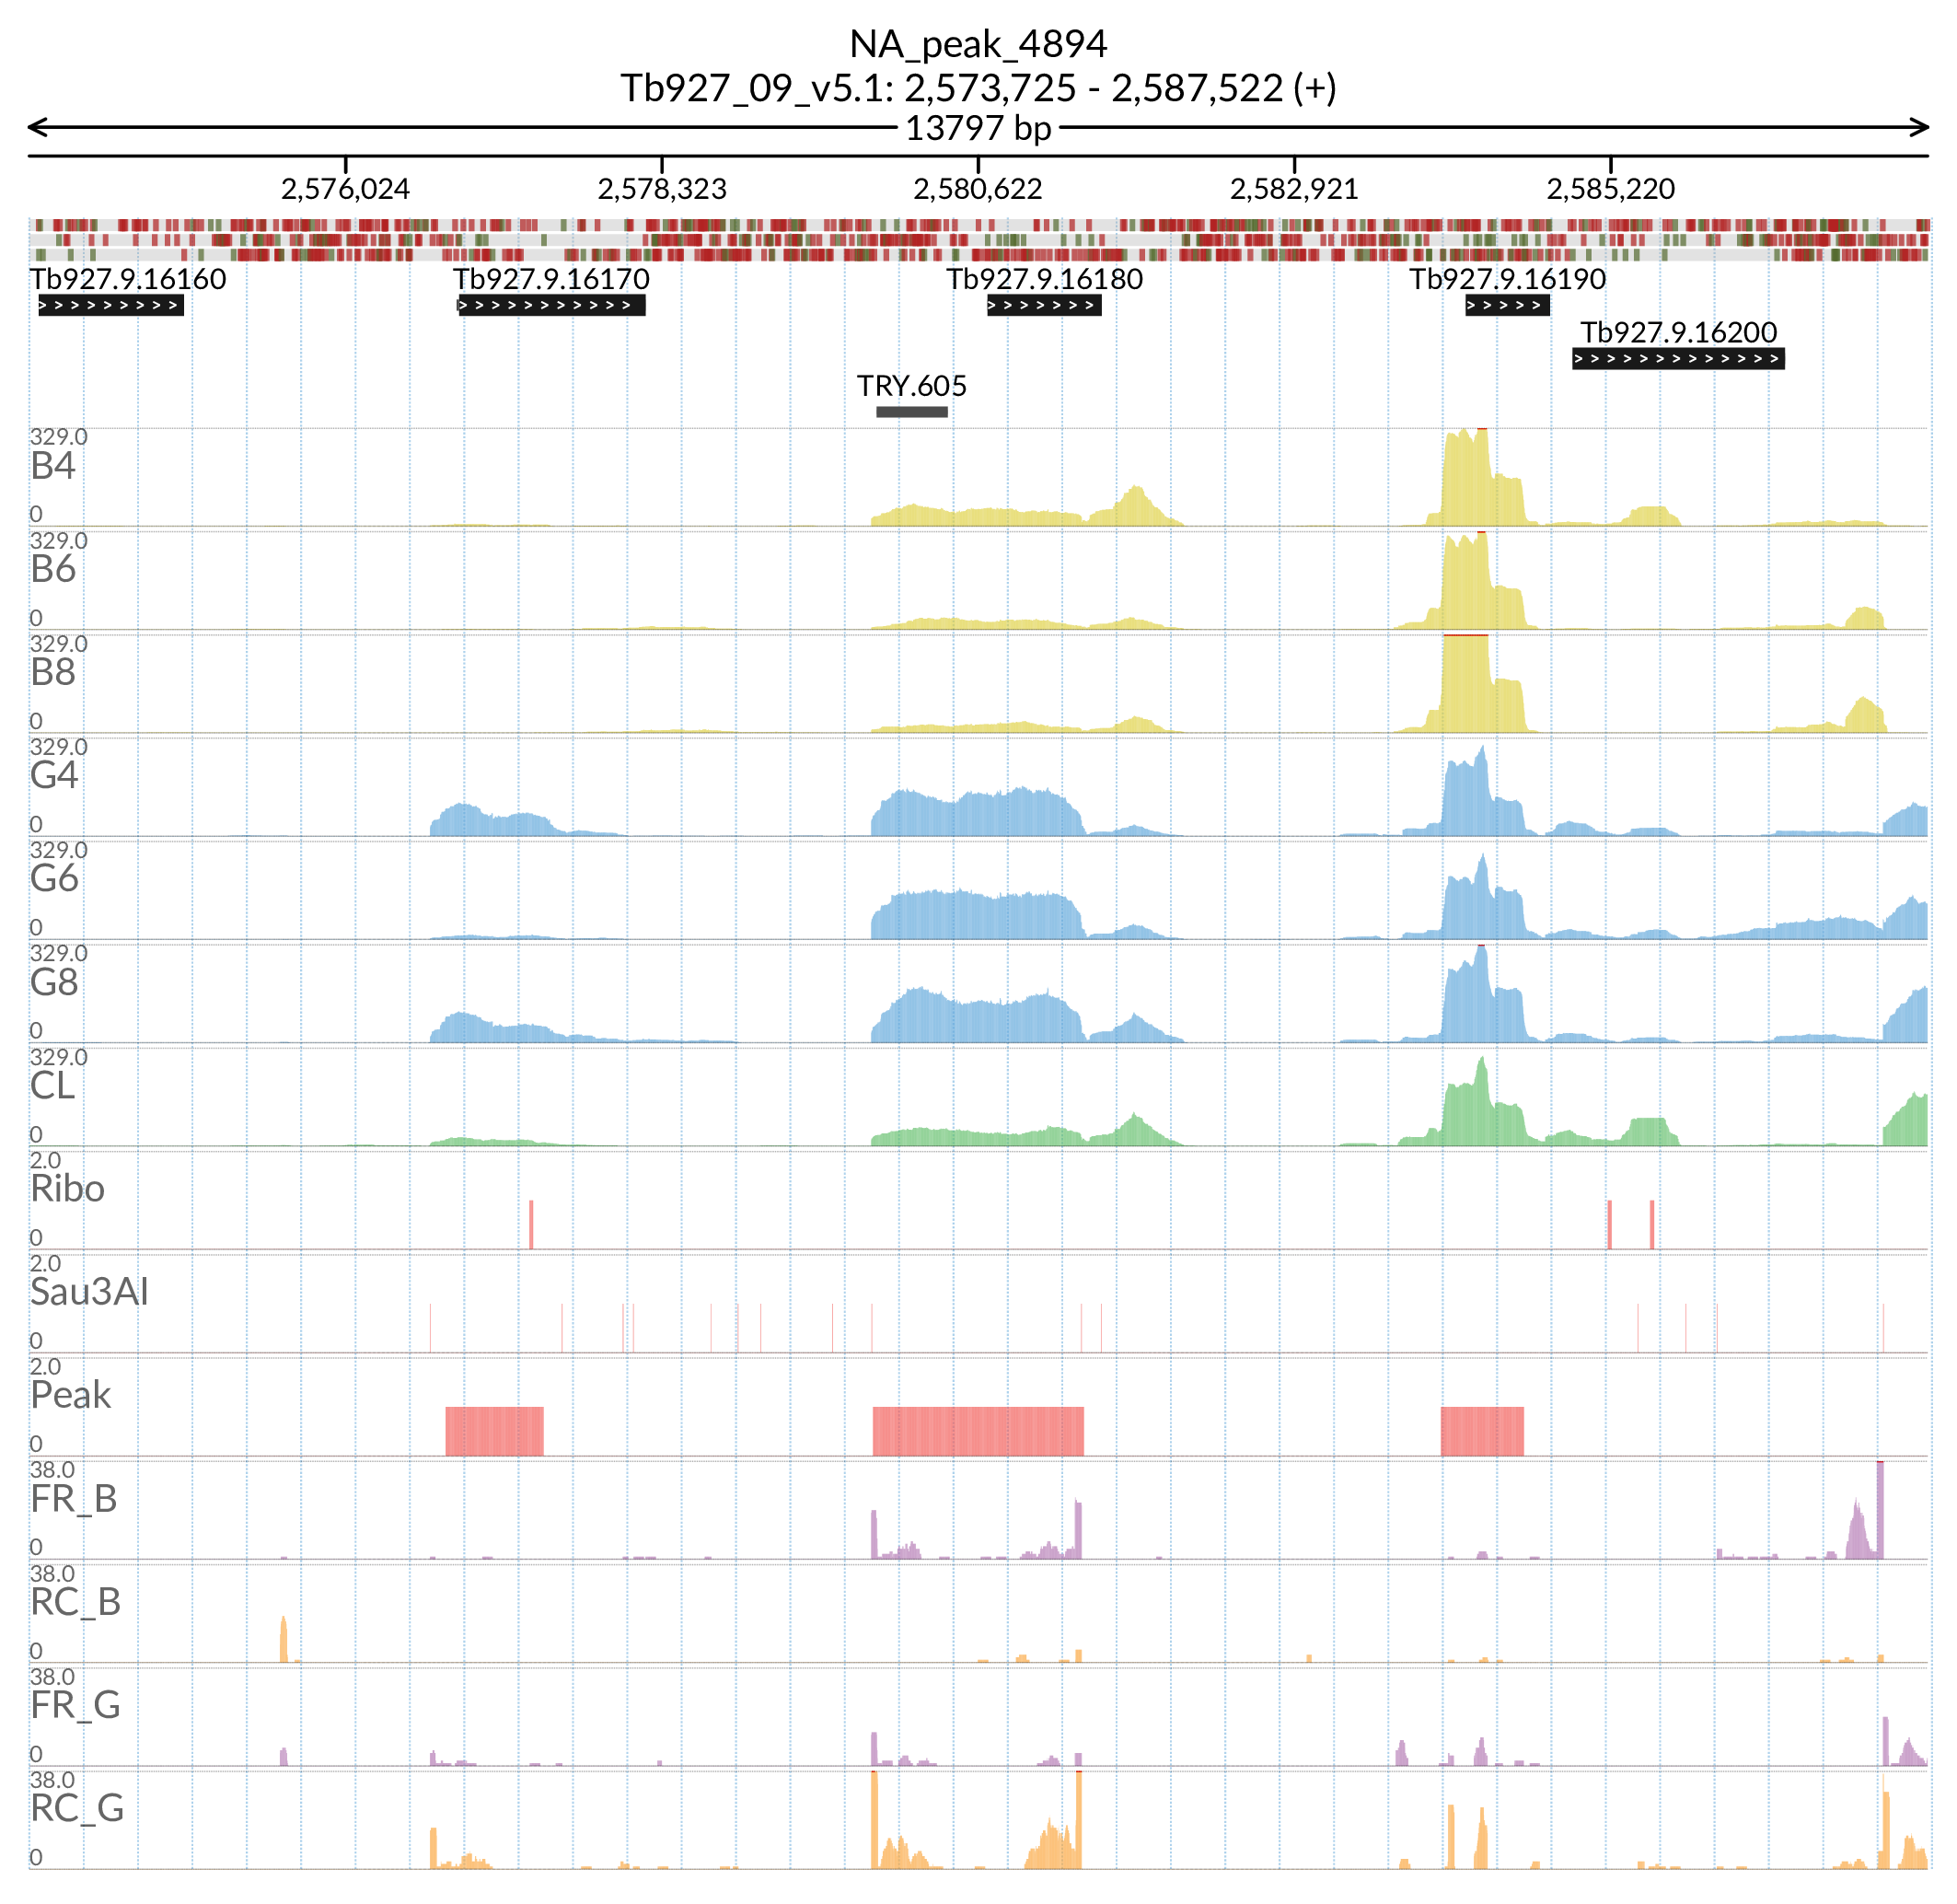 NA_peak_4894
Tb927_09_v5.1: 2,573,725 - 2,587,522 (+)
13797 bp
2,576,024 2,578,323 2,580,622 2,582,921 2,585,220
Tb927.9.16160 Tb927.9.16170 Tb927.9.16180 Tb927.9.16190
Tb927.9.16200
TRY.605
329.0
B4
0
329.0
B6
0
329.0
B8
0
329.0
G4
0
329.0
G6
0
329.0
G8
0
329.0
CL
0
2.0
Ribo
0
2.0
Sau3AI
0
2.0
Peak
0
38.0
FR_B
0
38.0
RC_B
0
38.0
FR_G
0
38.0
RC_G
0